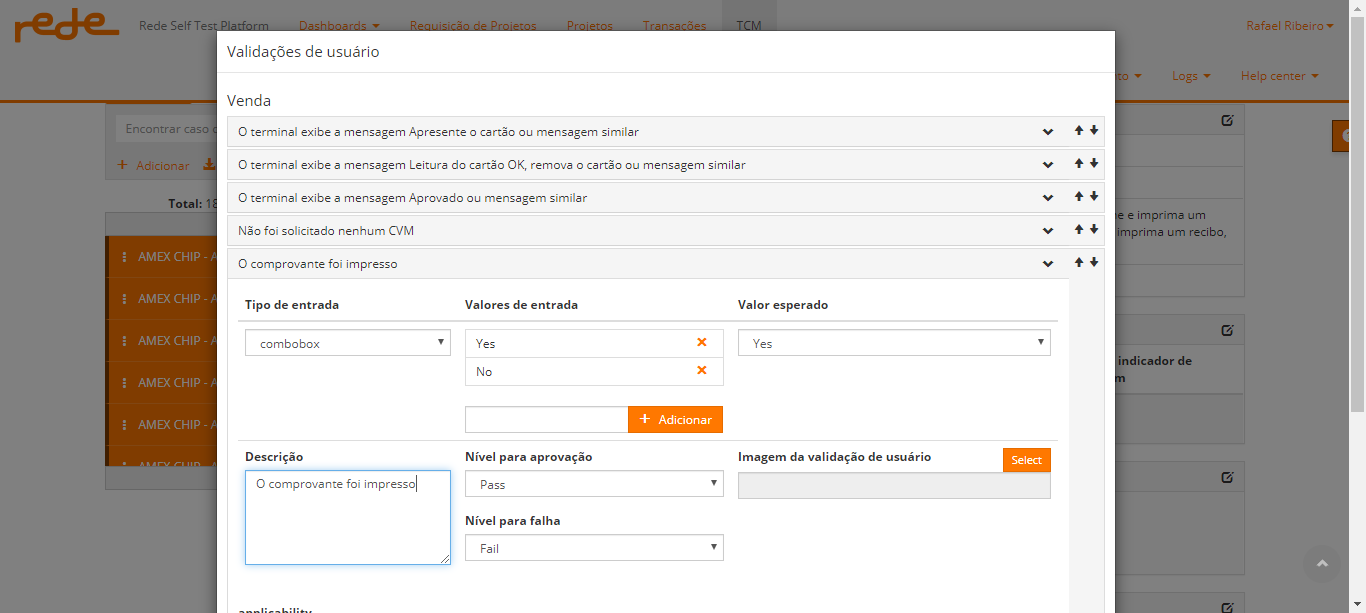 rede Rede Self Test Platform Dashboards Requisição de Projetos Projetos Transações TCM Rafael Ribeiro
Logs Help center
Validações de usuário
Venda
O terminal exibe a mensagem Apresente o cartão ou mensagem similar
O terminal exibe a mensagem Leitura do cartão OK, remova o cartão ou mensagem similar
O terminal exibe a mensagem Aprovado ou mensagem similar
Não foi solicitado nenhum CVM
O comprovante foi impresso
Tipo de entrada Valores de entrada Valor esperado
combobox Yes Yes
No
+ Adicionar
Descrição Nível para aprovação Imagem da validação de usuário Select
O comprovante foi impresso Pass
Nível para falha
Fail
applicability
Encontrar caso
+ Adicionar
Total: 18
AMEX CHIP - A
AMEX CHIP - A
AMEX CHIP - A
AMEX CHIP - A
AMEX CHIP - A
AMEX CHIP - A
e imprima um
imprima um recibo,
indicador de